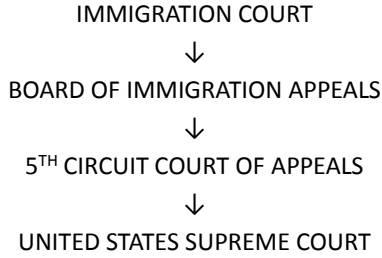 IMMIGRATION COURT
↓
BOARD OF IMMIGRATION APPEALS
↓
5TH CIRCUIT COURT OF APPEALS
↓
UNITED STATES SUPREME COURT